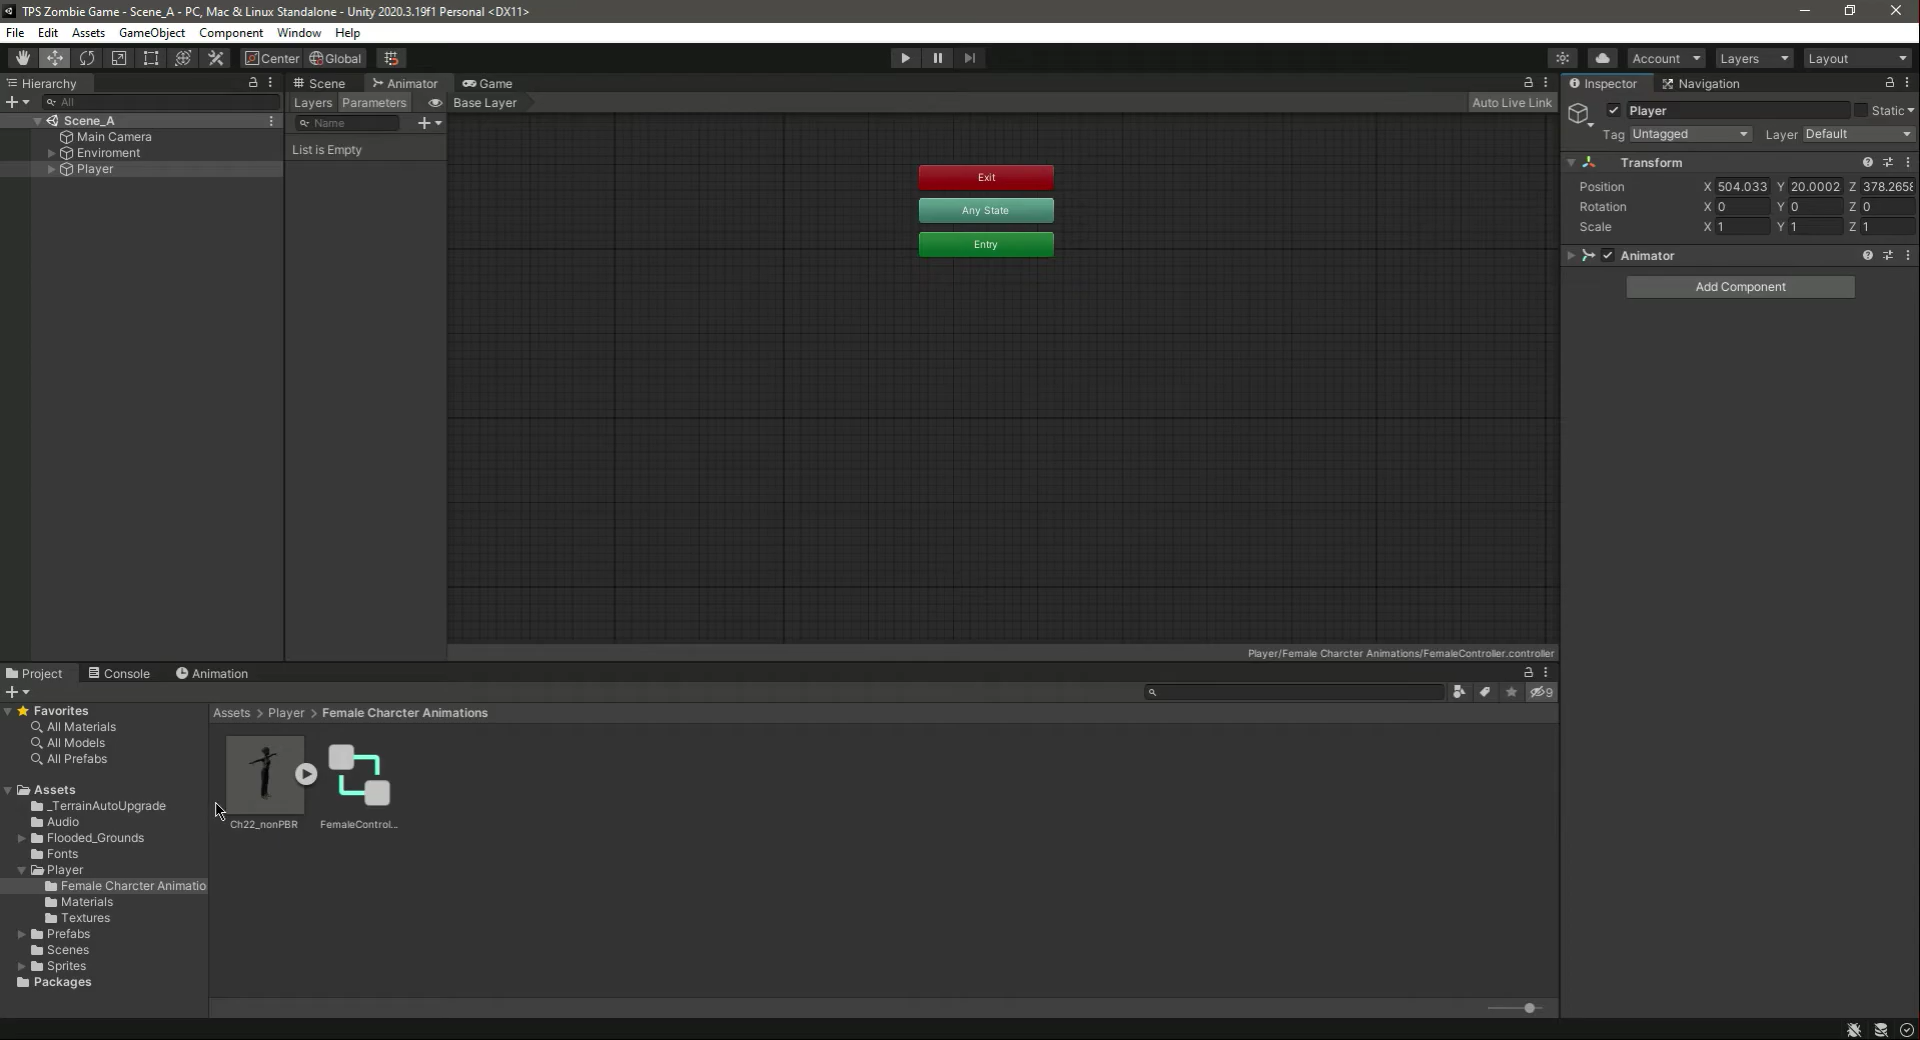 TPS Zombie Game - Scene_A - PC, Mac & Linux Standalone - Unity 2020.3.19f1 Personal <DX11>
File Edit Assets GameObject Component Window Help
Center Global Account Layers Layout
Hierarchy
All
Scene_A
Main Camera
Enviroment
Player
Scene Animator Game
Layers Parameters Base Layer Auto Live Link
Name
List is Empty
Exit
Any State
Entry
Player/Female Charcter Animations/FemaleController.controller
Inspector Navigation
Player Static
Tag Untagged Layer Default
Transform
Position X 504.033 Y 20.0002 Z 378.2658
Rotation X 0 Y 0 Z 0
Scale X 1 Y 1 Z 1
Animator
Add Component
Project Console Animation
9
Favorites
All Materials
All Models
All Prefabs
Assets
_TerrainAutoUpgrade
Audio
Flooded_Grounds
Fonts
Player
Female Charcter Animatio
Materials
Textures
Prefabs
Scenes
Sprites
Packages
Assets > Player > Female Charcter Animations
Ch22_nonPBR FemaleControl...